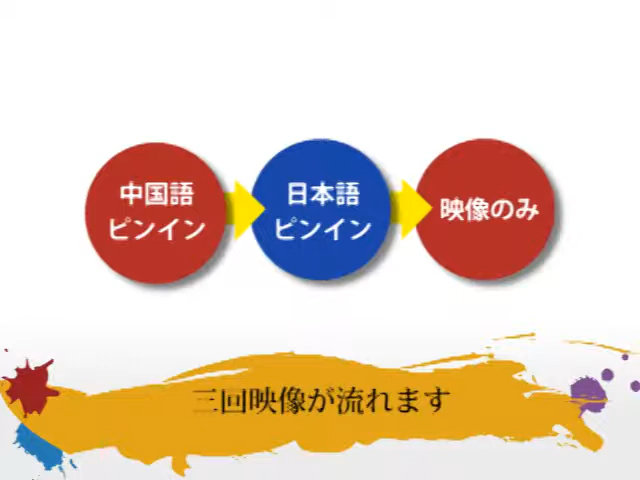 中国語
ピンイン
日本語
ピンイン
映像のみ
三回映像が流れます